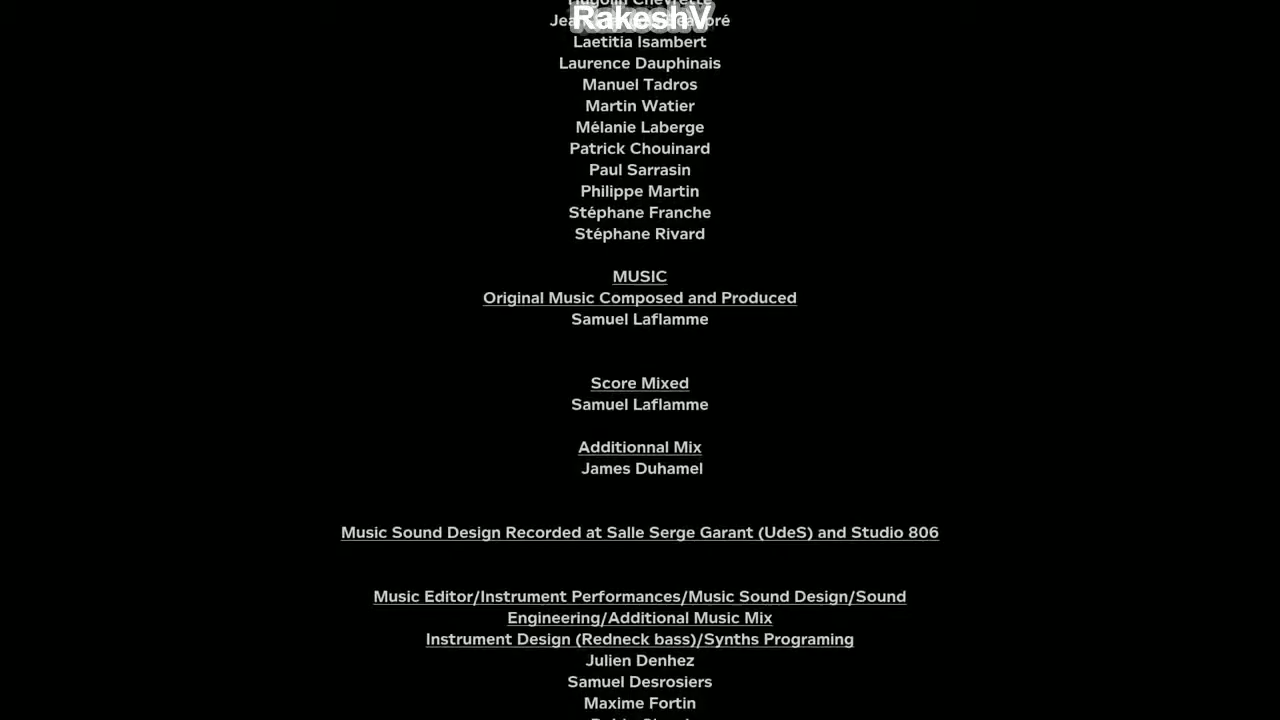 RakeshV
Laetitia Isambert
Laurence Dauphinais
Manuel Tadros
Martin Watier
Mélanie Laberge
Patrick Chouinard
Paul Sarrasin
Philippe Martin
Stéphane Franche
Stéphane Rivard
MUSIC
Original Music Composed and Produced
Samuel Laflamme
Score Mixed
Samuel Laflamme
Additionnal Mix
James Duhamel
Music Sound Design Recorded at Salle Serge Garant (UdeS) and Studio 806
Music Editor/Instrument Performances/Music Sound Design/Sound
Engineering/Additional Music Mix
Instrument Design (Redneck bass)/Synths Programing
Julien Denhez
Samuel Desrosiers
Maxime Fortin